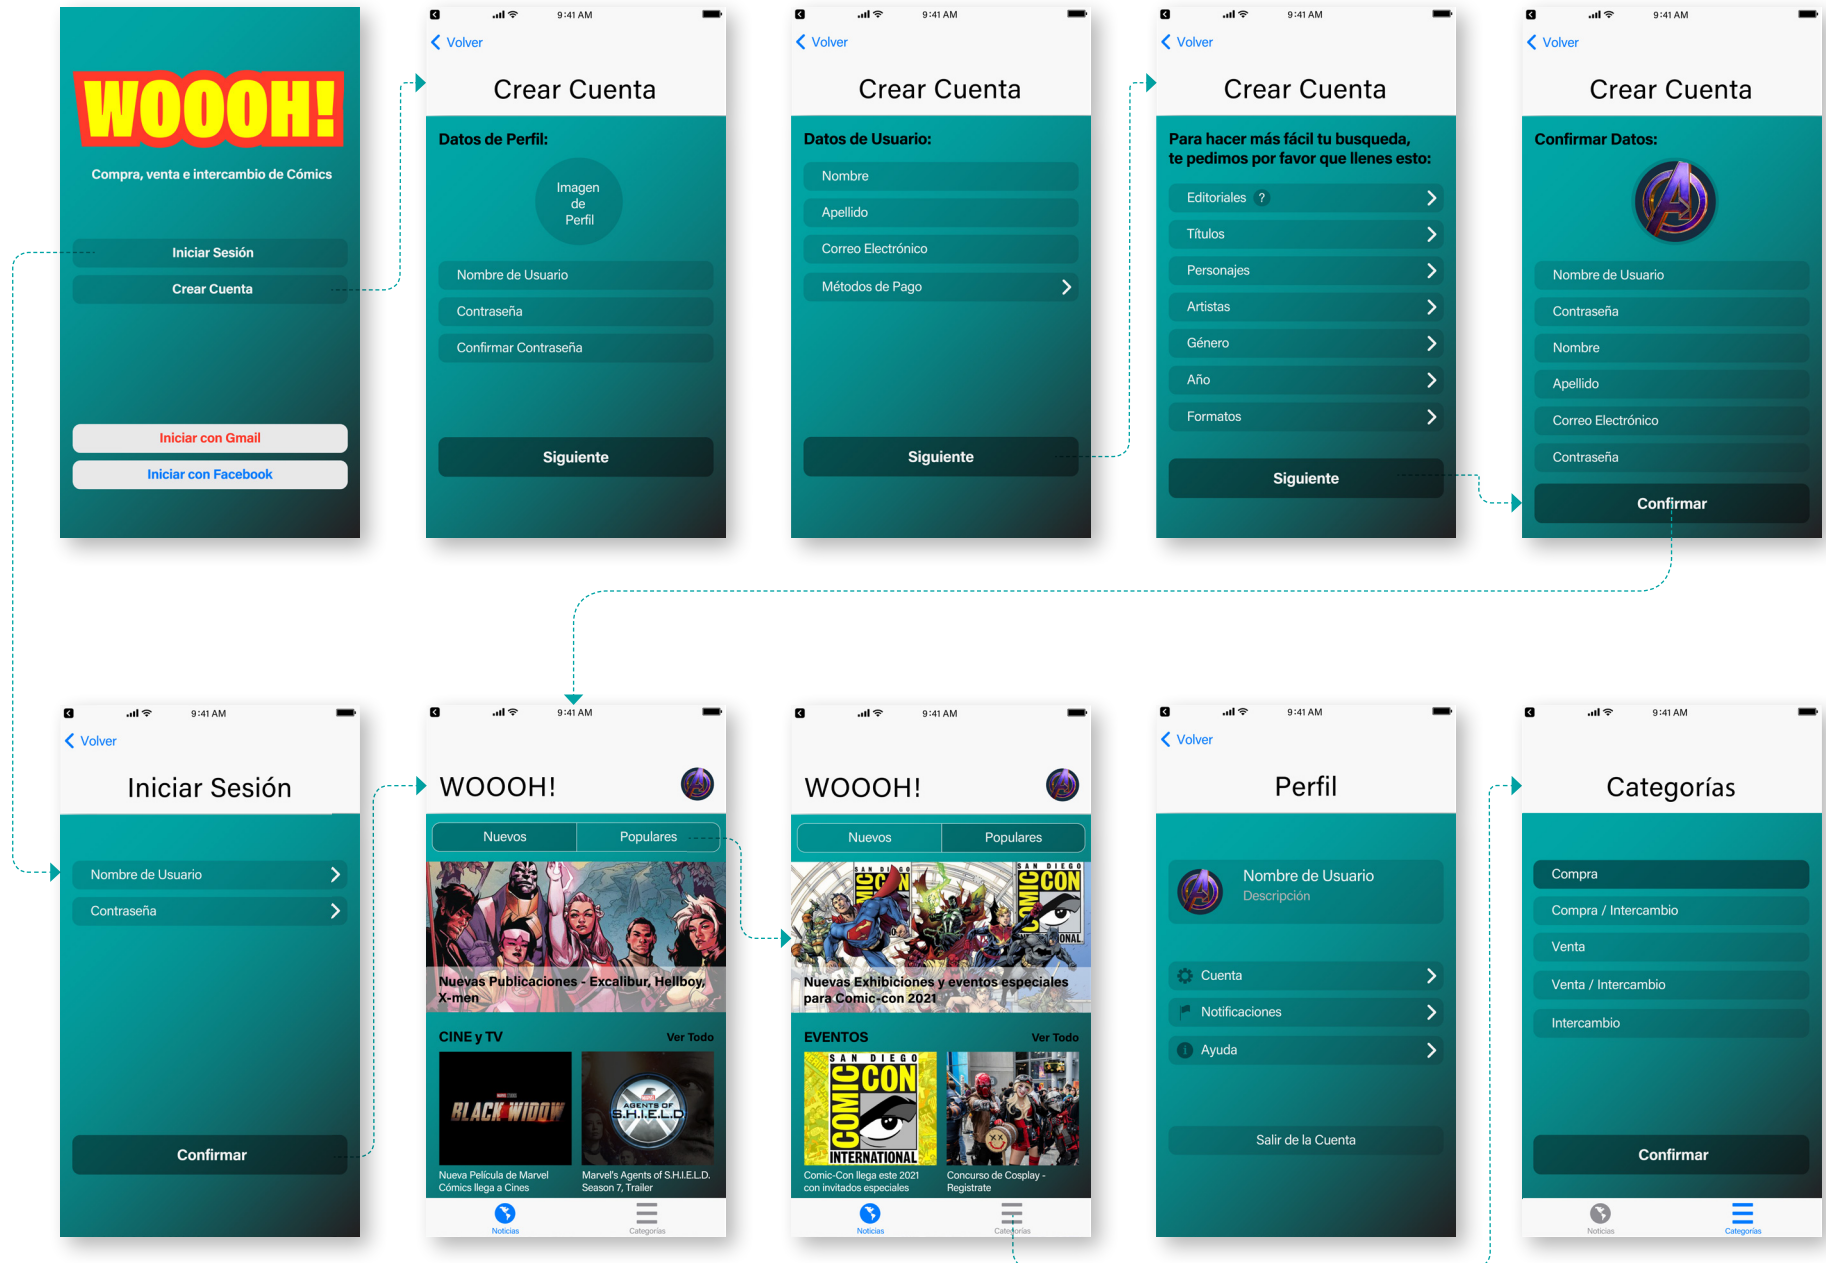 WOOOH!
Compra, venta e intercambio de Cómics
Iniciar Sesión
Crear Cuenta
Iniciar con Gmail
Iniciar con Facebook
9:41 AM
Volver
Crear Cuenta
Datos de Perfil:
Imagen
de
Perfil
Nombre de Usuario
Contraseña
Confirmar Contraseña
Siguiente
9:41 AM
Volver
Crear Cuenta
Datos de Usuario:
Nombre
Apellido
Correo Electrónico
Métodos de Pago
Siguiente
9:41 AM
Volver
Crear Cuenta
Para hacer más fácil tu busqueda,
te pedimos por favor que llenes esto:
Editoriales ?
Títulos
Personajes
Artistas
Género
Año
Formatos
Siguiente
9:41 AM
Volver
Crear Cuenta
Confirmar Datos:
Nombre de Usuario
Contraseña
Nombre
Apellido
Correo Electrónico
Contraseña
Confirmar
9:41 AM
Volver
Iniciar Sesión
Nombre de Usuario
Contraseña
Confirmar
9:41 AM
WOOOH!
Nuevos Populares
Nuevas Publicaciones - Excalibur, Hellboy,
X-men
CINE y TV Ver Todo
BLACK WIDOW
AGENTS OF
S.H.I.E.L.D
Nueva Película de Marvel
Cómics llega a Cines
Marvel's Agents of S.H.I.E.L.D.
Season 7, Trailer
Noticias Categorías
9:41 AM
WOOOH!
Nuevos Populares
SAN DIEGO
COMIC CON
SAN DIEGO
COMIC CON
INTERNATIONAL
Nuevas Exhibiciones y eventos especiales
para Comic-con 2021
EVENTOS Ver Todo
SAN DIEGO
COMIC CON
INTERNATIONAL
Comic-Con llega este 2021
con invitados especiales
Concurso de Cosplay -
Registrate
Noticias Categorías
9:41 AM
Volver
Perfil
Nombre de Usuario
Descripción
Cuenta
Notificaciones
Ayuda
Salir de la Cuenta
9:41 AM
Categorías
Compra
Compra / Intercambio
Venta
Venta / Intercambio
Intercambio
Confirmar
Noticias Categorías